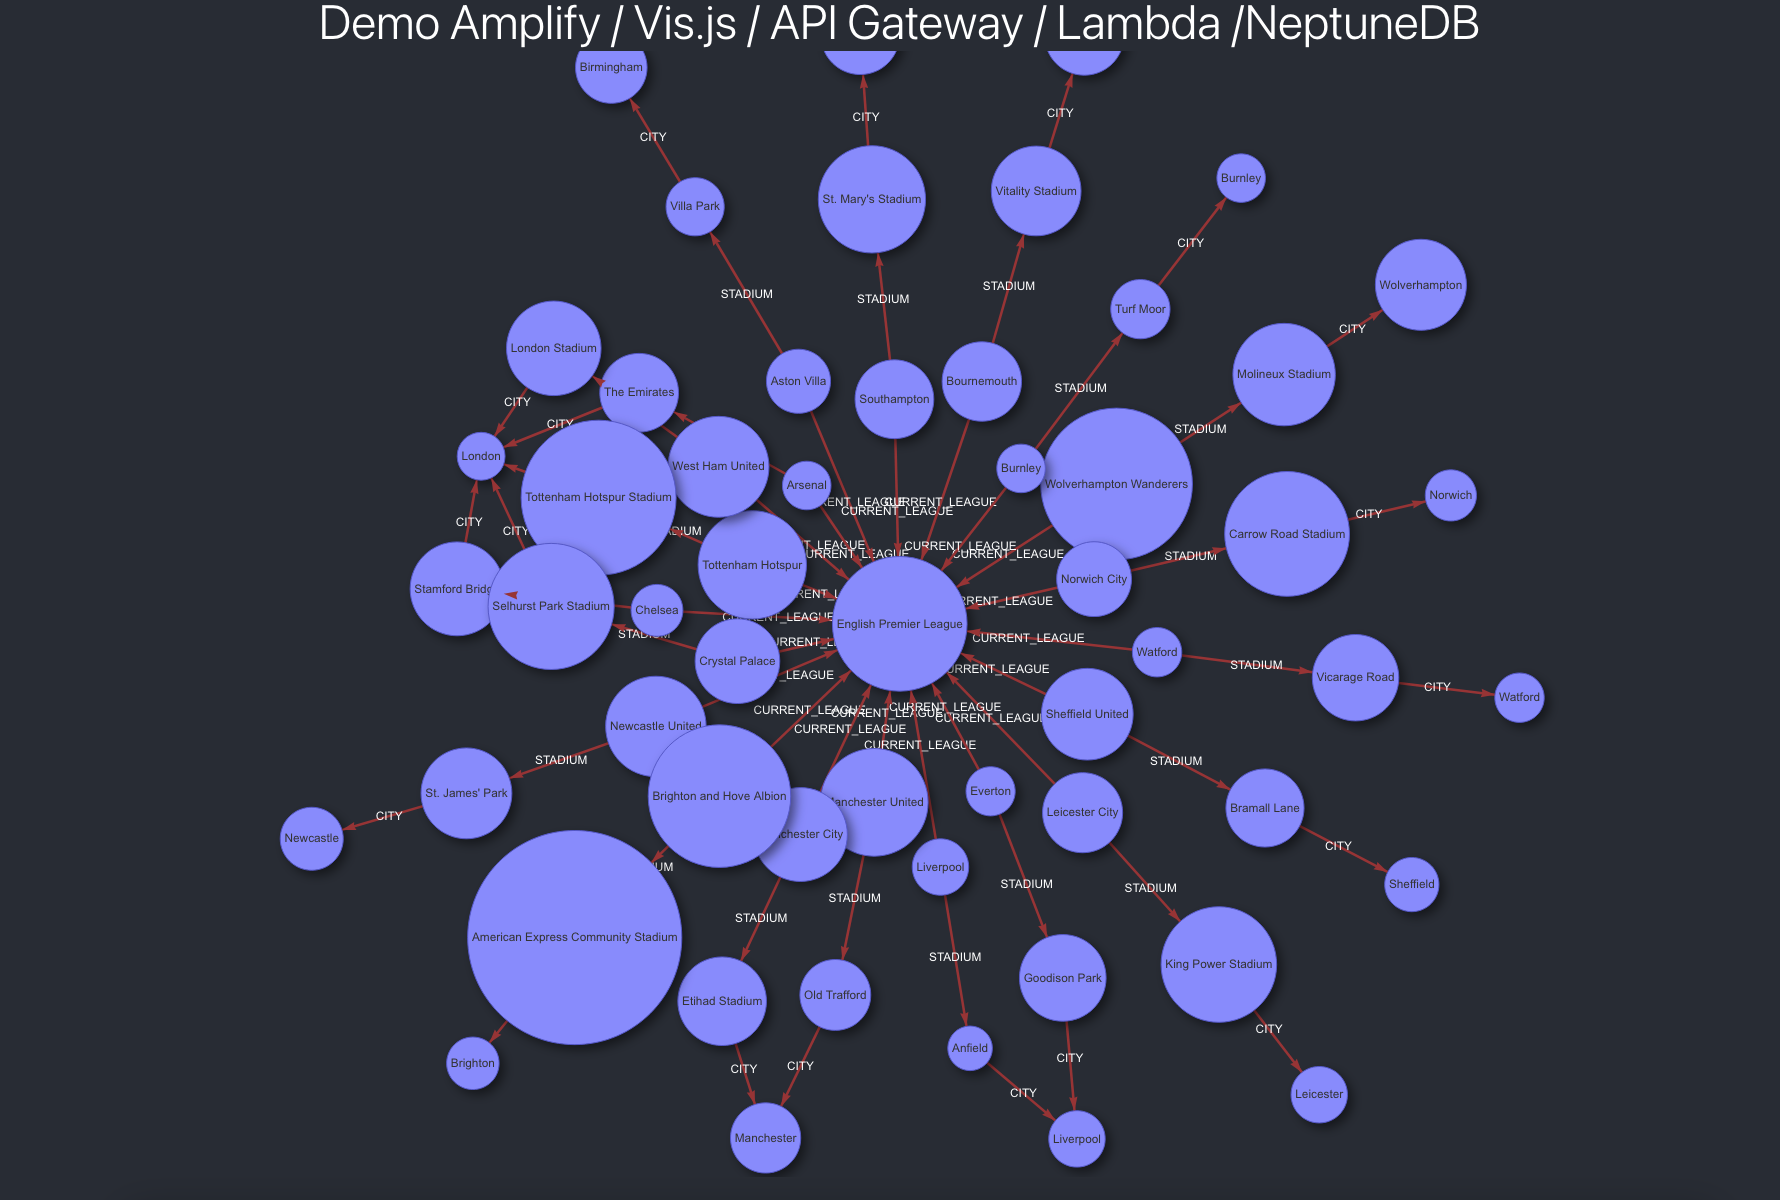 Demo Amplify / Vis.js / API Gateway / Lambda /NeptuneDB
Birmingham
CITY
CITY
CITY
Villa Park
St. Mary's Stadium
Vitality Stadium
Burnley
CITY
STADIUM
STADIUM
STADIUM
Turf Moor
Wolverhampton
CITY
London Stadium
The Emirates
Aston Villa
Southampton
Bournemouth
STADIUM
Molineux Stadium
CITY
CITY
STADIUM
London
West Ham United
Arsenal
Burnley
Wolverhampton Wanderers
Norwich
Tottenham Hotspur Stadium
CURRENT_LEAGUE
CURRENT_LEAGUE
CITY
CITY
CITY
Carrow Road Stadium
CURRENT_LEAGUE
CURRENT_LEAGUE
STADIUM
Tottenham Hotspur
Norwich City
Stamford Bridge
Selhurst Park Stadium
Chelsea
CURRENT_LEAGUE
English Premier League
STADIUM
CURRENT_LEAGUE
Watford
STADIUM
Crystal Palace
Vicarage Road
CITY
Watford
Newcastle United
CURRENT_LEAGUE
CURRENT_LEAGUE
CURRENT_LEAGUE
Sheffield United
CURRENT_LEAGUE
CURRENT_LEAGUE
STADIUM
STADIUM
St. James' Park
Brighton and Hove Albion
Manchester United
Everton
Leicester City
Bramall Lane
CITY
Newcastle
CITY
Liverpool
STADIUM
STADIUM
STADIUM
STADIUM
Sheffield
American Express Community Stadium
STADIUM
Etihad Stadium
Old Trafford
Goodison Park
King Power Stadium
Brighton
CITY
CITY
Anfield
CITY
CITY
CITY
Leicester
Manchester
Liverpool